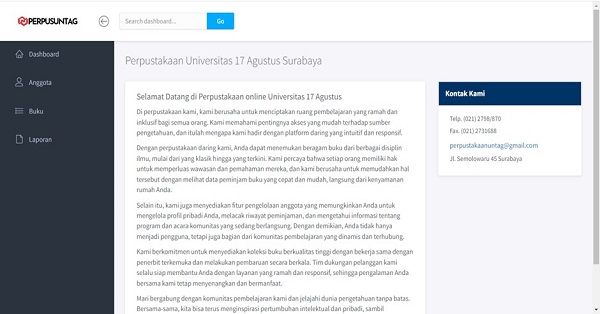 PERPUSUNTAG
Search dashboard...
Go
Dashboard
Anggota
Buku
Laporan
Perpustakaan Universitas 17 Agustus Surabaya
Selamat Datang di Perpustakaan online Universitas 17 Agustus
Di perpustakaan kami, kami berusaha untuk menciptakan ruang pembelajaran yang ramah dan
inklusif bagi semua orang. Kami memahami pentingnya akses yang mudah terhadap sumber
pengetahuan, dan itulah mengapa kami hadir dengan platform daring yang intuitif dan responsif.
Dengan perpustakaan daring kami, Anda dapat menemukan beragam buku dari berbagai disiplin
ilmu, mulai dari yang klasik hingga yang terkini. Kami percaya bahwa setiap orang memiliki hak
untuk memperluas wawasan dan pemahaman mereka, dan kami berusaha untuk memudahkan hal
tersebut dengan melihat data peminjam buku yang cepat dan mudah, langsung dari kenyamanan
rumah Anda.
Selain itu, kami juga menyediakan fitur pengelolaan anggota yang memungkinkan Anda untuk
mengelola profil pribadi Anda, melacak riwayat peminjaman, dan mengetahui informasi tentang
program dan acara komunitas yang sedang berlangsung. Dengan demikian, Anda tidak hanya
menjadi pengguna, tetapi juga bagian dari komunitas pembelajaran yang dinamis dan terhubung.
Kami berkomitmen untuk menyediakan koleksi buku berkualitas tinggi dengan bekerja sama dengan
penerbit terkemuka dan melakukan pembaruan secara berkala. Tim dukungan pelanggan kami
selalu siap membantu Anda dengan layanan yang ramah dan responsif, sehingga pengalaman Anda
bersama kami tetap menyenangkan dan bermanfaat.
Mari bergabung dengan komunitas pembelajaran kami dan jelajahi dunia pengetahuan tanpa batas.
Bersama-sama, kita bisa terus menginspirasi pertumbuhan intelektual dan pribadi, sambil
Kontak Kami
Telp. (021) 2798/870
Fax. (021) 2731688
perpustakaanuntag@gmail.com
Jl. Semolowaru 45 Surabaya